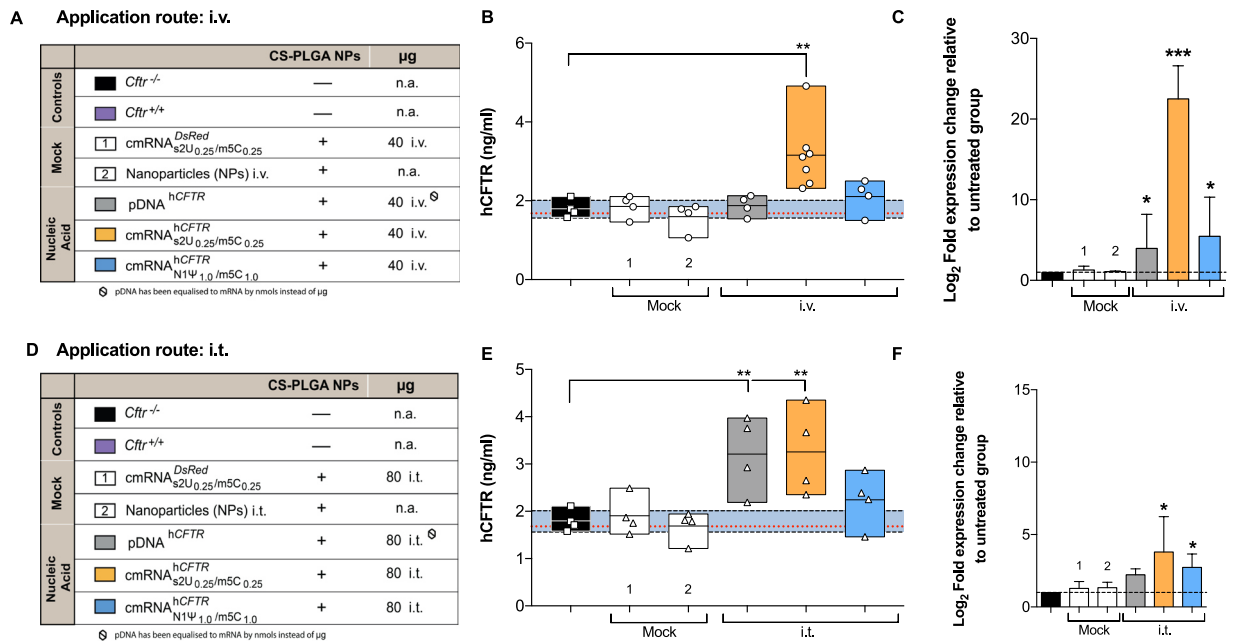 A Application route: i.v.
CS-PLGA NPs µg
Controls
Cftr -/- — n.a.
Cftr +/+ — n.a.
Mock
1 cmRNA DsRed s2U0.25/m5C0.25 + 40 i.v.
2 Nanoparticles (NPs) i.v. + n.a.
Nucleic Acid
pDNA hCFTR + 40 i.v.
cmRNA hCFTR s2U0.25/m5C0.25 + 40 i.v.
cmRNA hCFTR N1Ψ1.0/m5C1.0 + 40 i.v.
pDNA has been equalised to mRNA by nmols instead of µg
B
hCFTR (ng/ml)
6
4
2
0
**
1 2
Mock i.v.
C
Log2 Fold expression change relative
to untreated group
30
20
10
0
1 2 * *** *
Mock i.v.
D Application route: i.t.
CS-PLGA NPs µg
Controls
Cftr -/- — n.a.
Cftr +/+ — n.a.
Mock
1 cmRNA DsRed s2U0.25/m5C0.25 + 80 i.t.
2 Nanoparticles (NPs) i.t. + n.a.
Nucleic Acid
pDNA hCFTR + 80 i.t.
cmRNA hCFTR s2U0.25/m5C0.25 + 80 i.t.
cmRNA hCFTR N1Ψ1.0/m5C1.0 + 80 i.t.
pDNA has been equalised to mRNA by nmols instead of µg
E
hCFTR (ng/ml)
5
4
3
2
1
0
** **
1 2
Mock i.t.
F
Log2 Fold expression change relative
to untreated group
15
10
5
0
1 2 * *
Mock i.t.